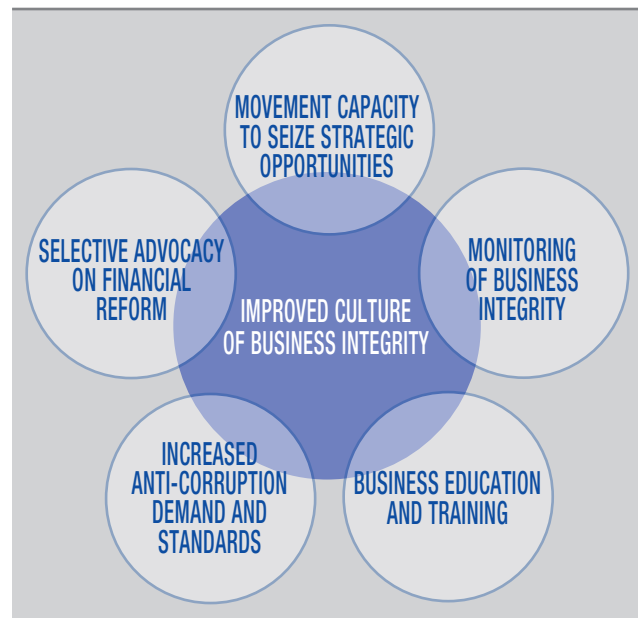 MOVEMENT CAPACITY
TO SEIZE STRATEGIC
OPPORTUNITIES
SELECTIVE ADVOCACY
ON FINANCIAL
REFORM
MONITORING
OF BUSINESS
INTEGRITY
IMPROVED CULTURE
OF BUSINESS INTEGRITY
INCREASED
ANTI-CORRUPTION
DEMAND AND
STANDARDS
BUSINESS EDUCATION
AND TRAINING